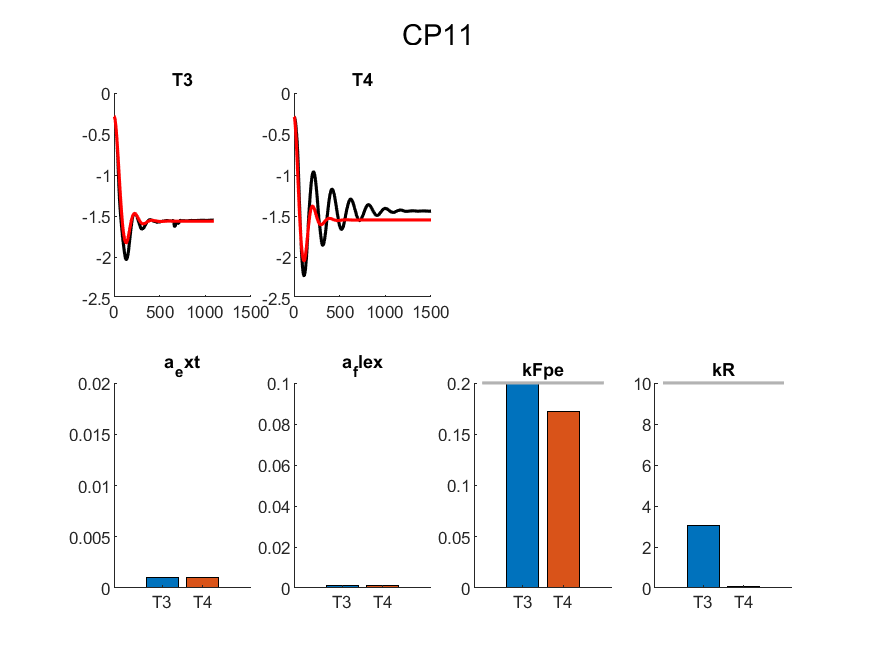 CP11
T3 T4
0 0
-0.5 -0.5
-1 -1
-1.5 -1.5
-2 -2
-2.5 -2.5
0 500 1000 1500 0 500 1000 1500
a_ext a_flex kFpe kR
0.02 0.1 0.2 10
0.015 0.08 0.15 8
0.01 0.06 0.1 6
0.005 0.04 0.05 4
0 0.02 0 2
0 0
T3 T4 T3 T4 T3 T4 T3 T4